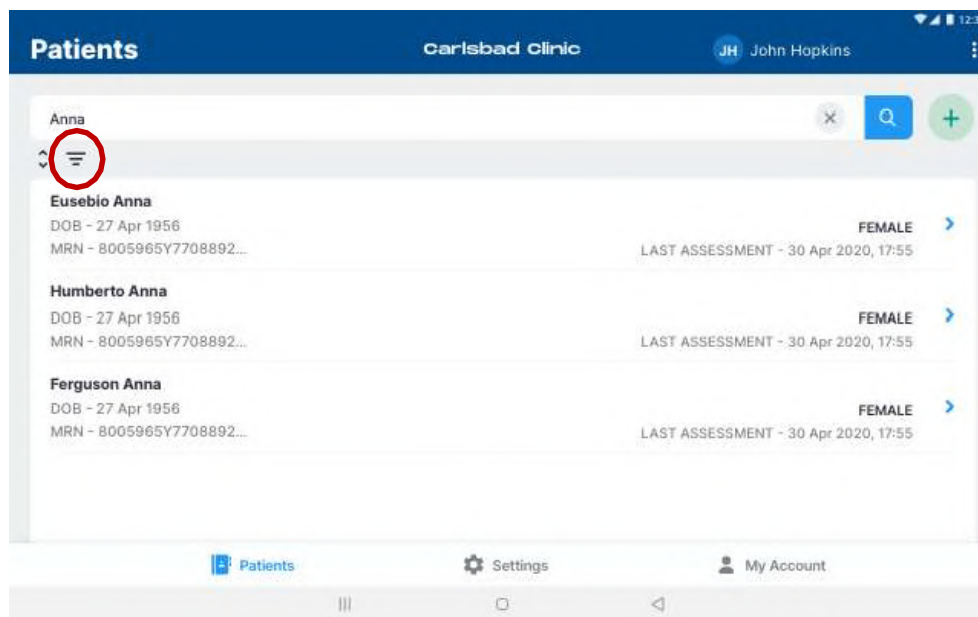 12:3
Patients
Carlsbad Clinic
JH John Hopkins
Anna
Eusebio Anna
DOB - 27 Apr 1956
FEMALE
MRN - 8005965Y7708892...
LAST ASSESSMENT - 30 Apr 2020, 17:55
Humberto Anna
DOB - 27 Apr 1956
FEMALE
MRN - 8005965Y7708892...
LAST ASSESSMENT - 30 Apr 2020, 17:55
Ferguson Anna
DOB - 27 Apr 1956
FEMALE
MRN - 8005965Y7708892...
LAST ASSESSMENT - 30 Apr 2020, 17:55
Patients
Settings
My Account